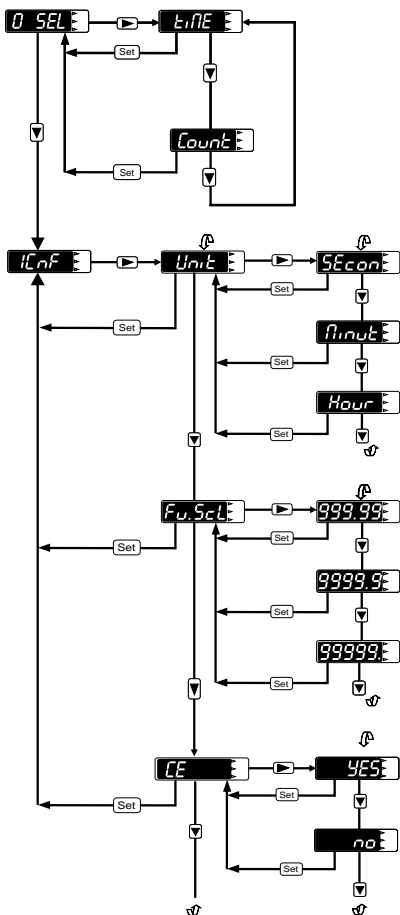 0 SEL tiME
Set
Count
Set
1CnF Unit SEcon
Set
Set
Minut
Set
Hour
Set
Fu.ScL 999.99
Set
Set
9999.9
Set
99999.
Set
CE YES
Set
Set
no
Set